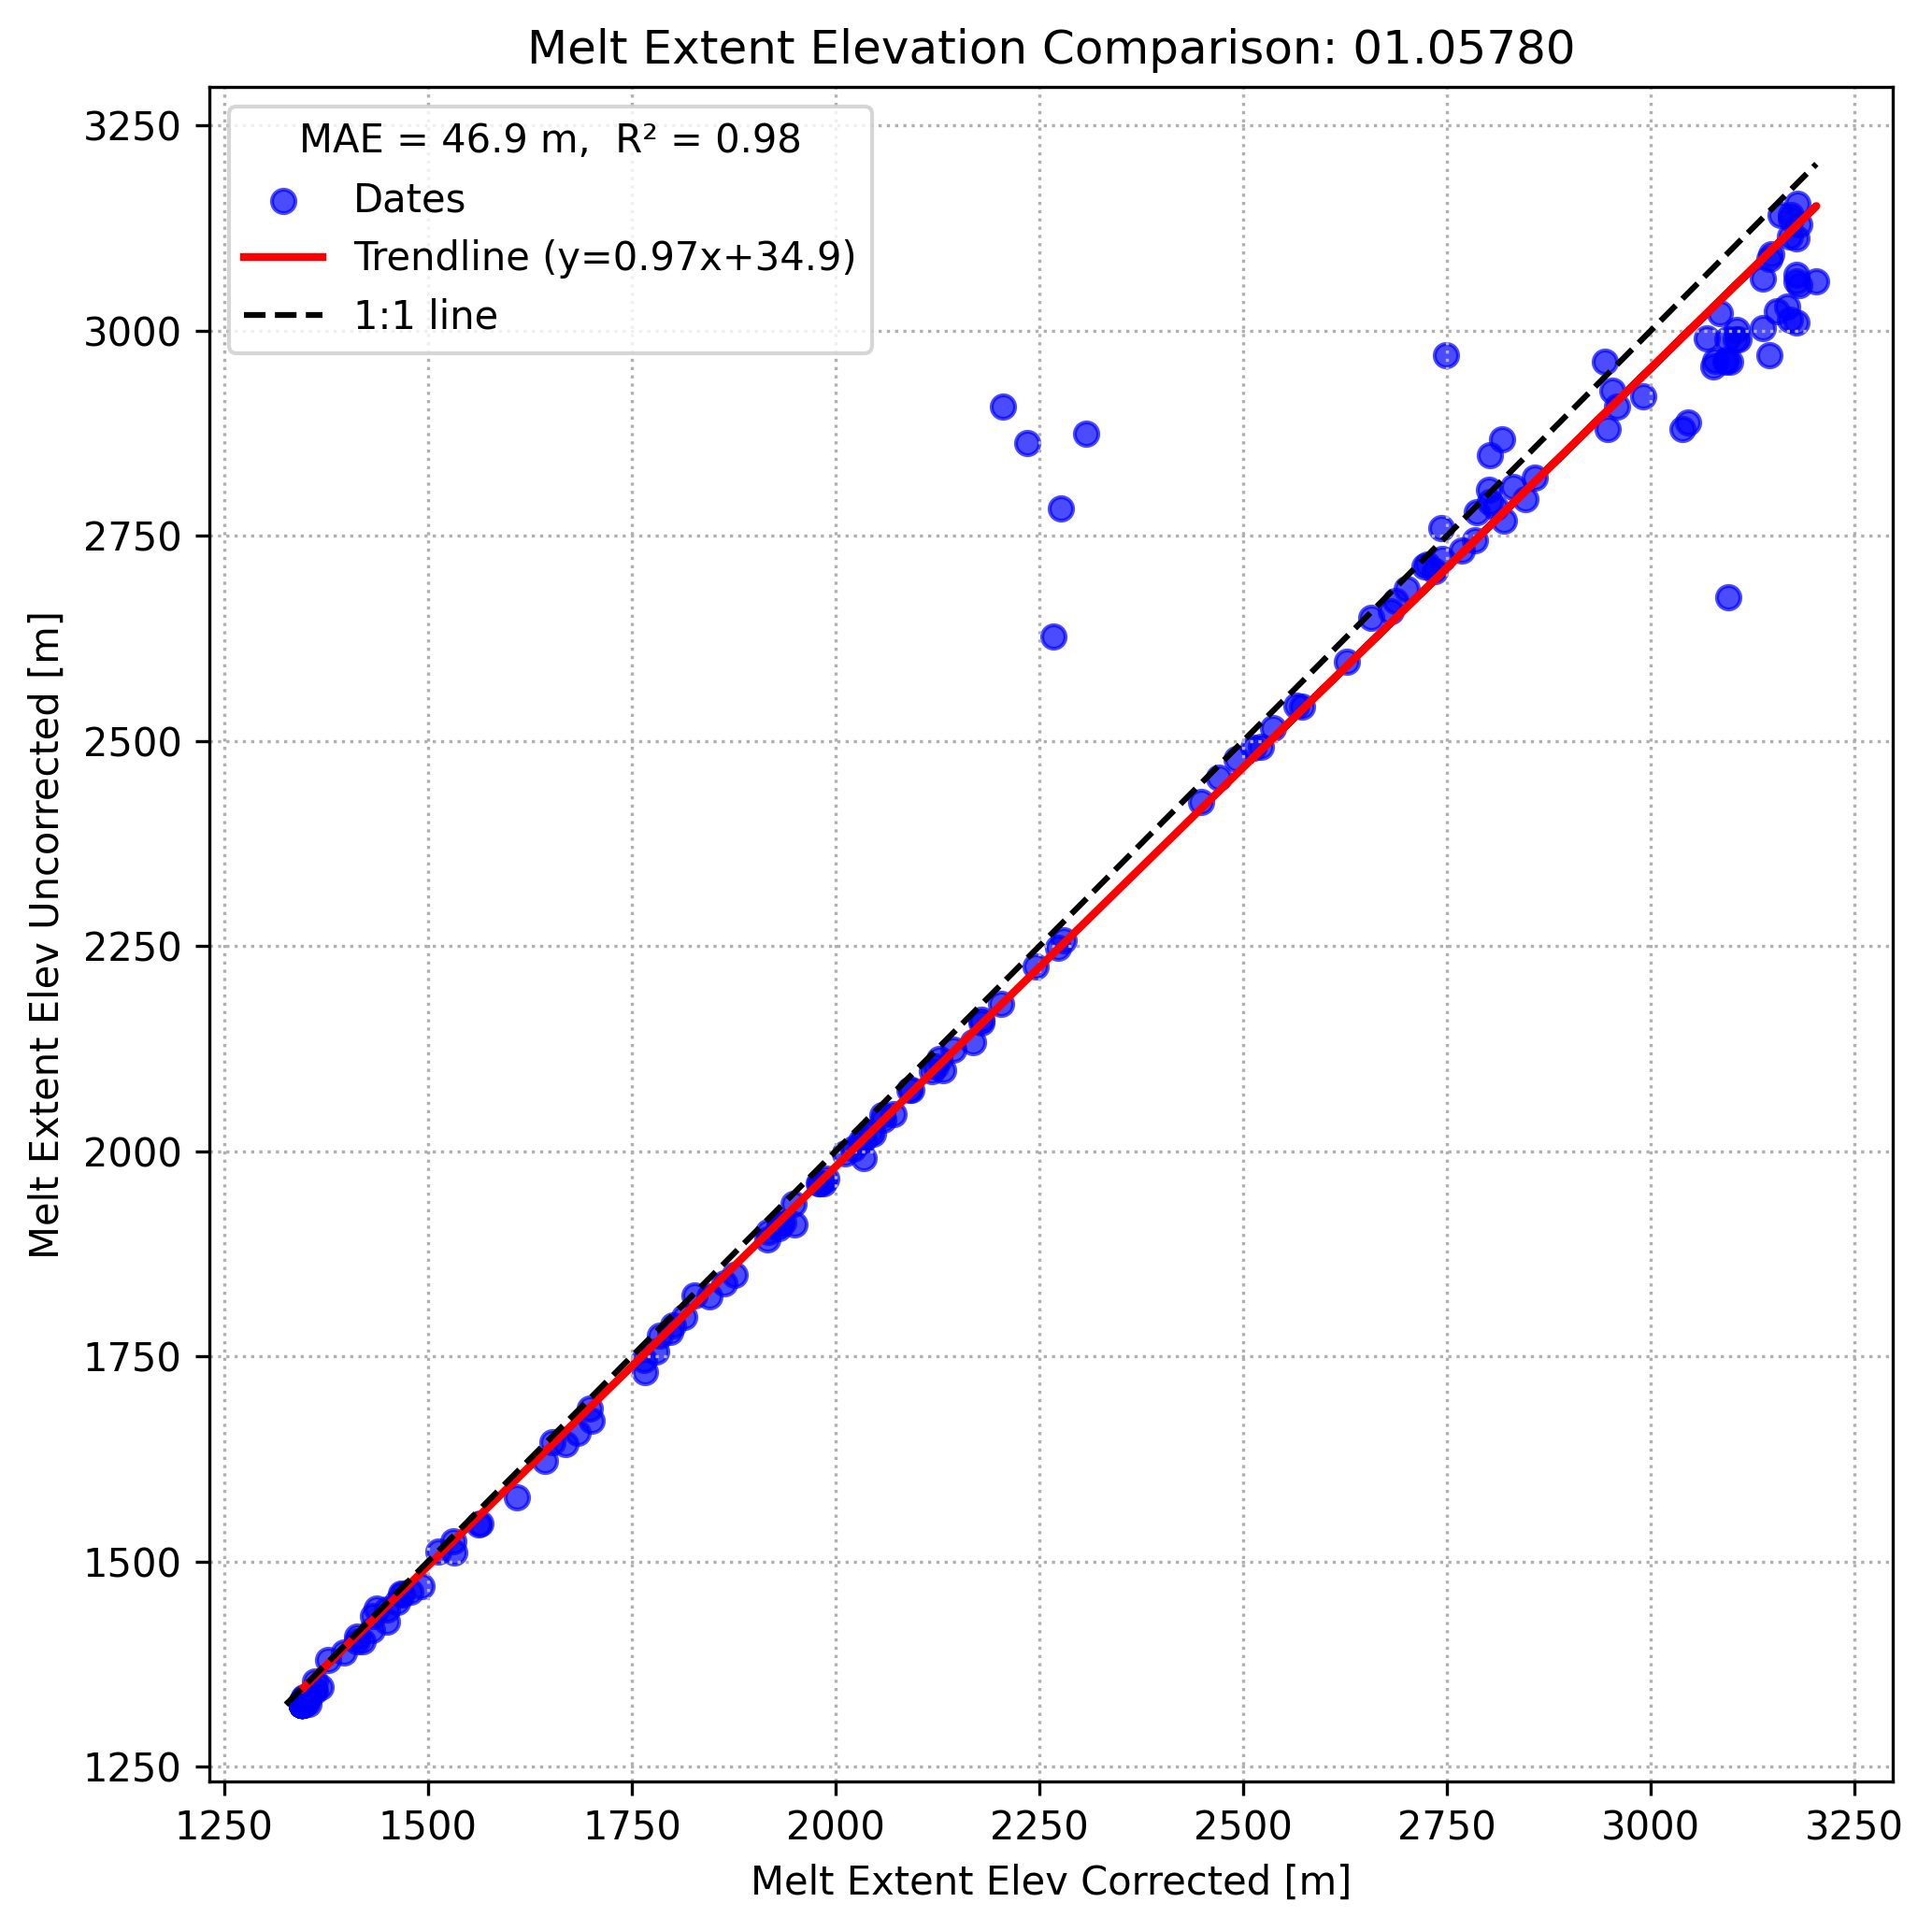 Melt Extent Elevation Comparison: 01.05780
MAE = 46.9 m,  R² = 0.98
Dates
Trendline (y=0.97x+34.9)
1:1 line
Melt Extent Elev Uncorrected [m]
3250
3000
2750
2500
2250
2000
1750
1500
1250
1250 1500 1750 2000 2250 2500 2750 3000 3250
Melt Extent Elev Corrected [m]